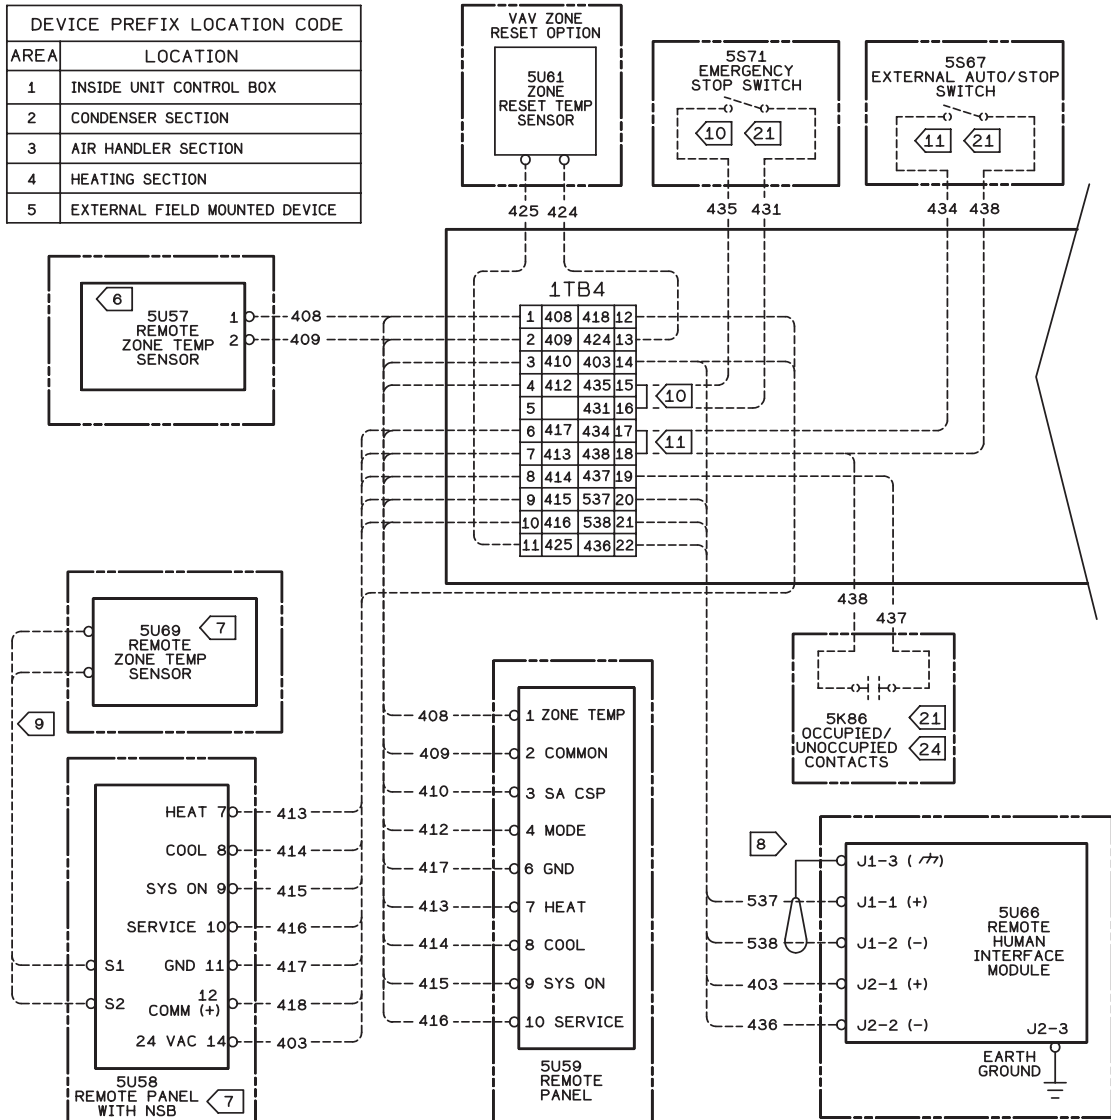 DEVICE PREFIX LOCATION CODE
AREA LOCATION
1 INSIDE UNIT CONTROL BOX
2 CONDENSER SECTION
3 AIR HANDLER SECTION
4 HEATING SECTION
5 EXTERNAL FIELD MOUNTED DEVICE
VAV ZONE
RESET OPTION
5U61
ZONE
RESET TEMP
SENSOR
425 424
5S71
EMERGENCY
STOP SWITCH
10 21
435 431
5S67
EXTERNAL AUTO/STOP
SWITCH
11 21
434 438
6
5U57
REMOTE
ZONE TEMP
SENSOR
1 408
2 409
1TB4
1 408 418 12
2 409 424 13
3 410 403 14
4 412 435 15
5 431 16
6 417 434 17
7 413 438 18
8 414 437 19
9 415 537 20
10 416 538 21
11 425 436 22
10
11
438
437
5K86
OCCUPIED/
UNOCCUPIED
CONTACTS
21
24
5U69
REMOTE
ZONE TEMP
SENSOR
7
9
HEAT 7 413
COOL 8 414
SYS ON 9 415
SERVICE 10 416
S1 GND 11 417
S2 12
COMM (+) 418
24 VAC 14 403
5U58
REMOTE PANEL
WITH NSB
7
408 1 ZONE TEMP
409 2 COMMON
410 3 SA CSP
412 4 MODE
417 6 GND
413 7 HEAT
414 8 COOL
415 9 SYS ON
416 10 SERVICE
5U59
REMOTE
PANEL
8
J1-3 ( )
537 J1-1 (+)
538 J1-2 (-)
403 J2-1 (+)
436 J2-2 (-)
5U66
REMOTE
HUMAN
INTERFACE
MODULE
J2-3
EARTH
GROUND